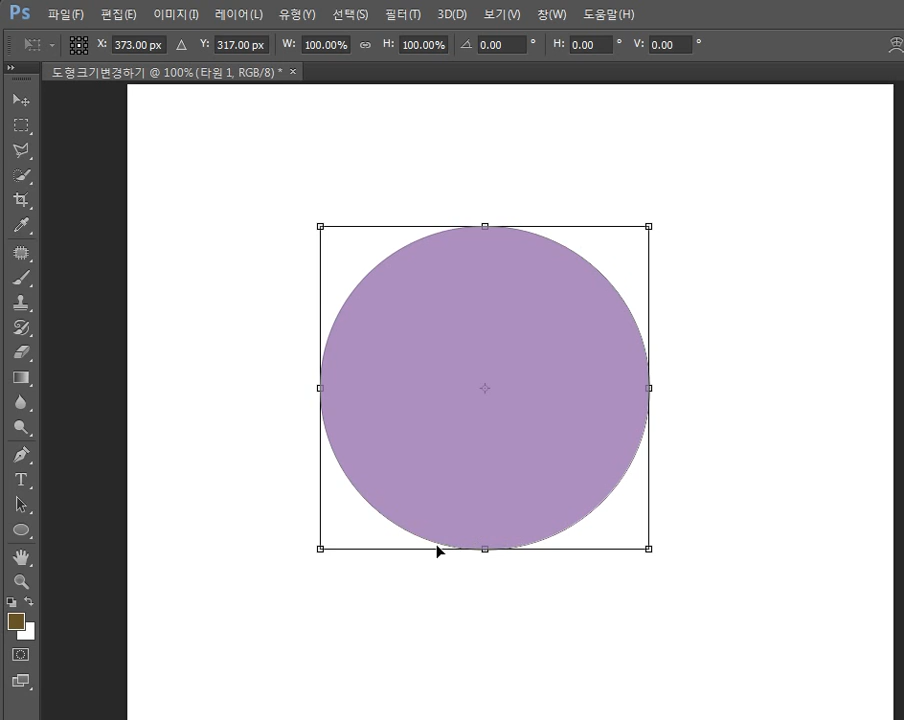 Ps 파일(F) 편집(E) 이미지(I) 레이어(L) 유형(Y) 선택(S) 필터(T) 3D(D) 보기(V) 창(W) 도움말(H)
X: 373.00 px Y: 317.00 px W: 100.00% H: 100.00% 0.00 ° H: 0.00 ° V: 0.00 °
도형크기변경하기 @ 100% (타원 1, RGB/8) * ×
T